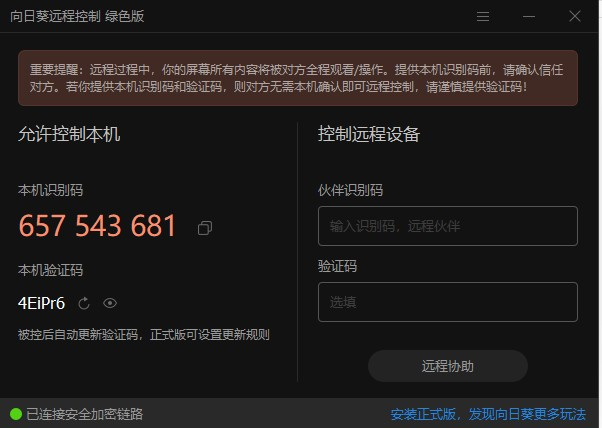 向日葵远程控制 绿色版
重要提醒：远程过程中，你的屏幕所有内容将被对方全程观看/操作。提供本机识别码前，请确认信任
对方。若你提供本机识别码和验证码，则对方无需本机确认即可远程控制，请谨慎提供验证码！
允许控制本机
本机识别码
657 543 681
本机验证码
4EiPr6
被控后自动更新验证码，正式版可设置更新规则
控制远程设备
伙伴识别码
输入识别码，远程伙伴
验证码
选填
远程协助
已连接安全加密链路
安装正式版，发现向日葵更多玩法